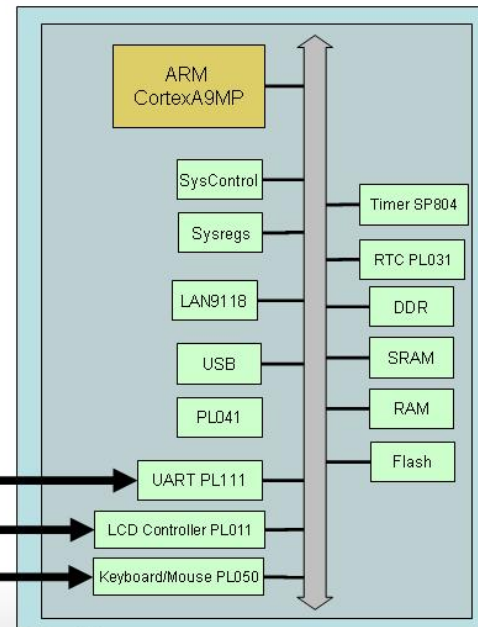 ARM
CortexA9MP
SysControl
Sysregs
LAN9118
USB
PL041
UART PL111
LCD Controller PL011
Keyboard/Mouse PL050
Timer SP804
RTC PL031
DDR
SRAM
RAM
Flash